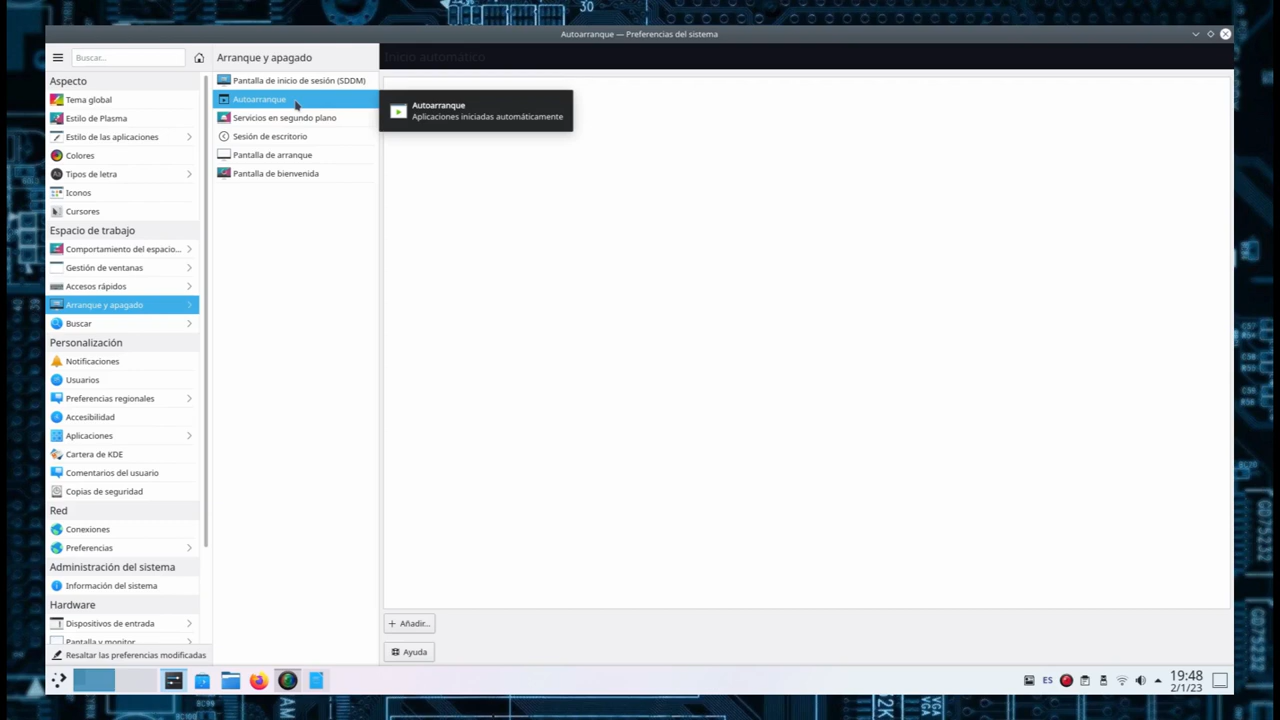 30
Autoarranque — Preferencias del sistema
Buscar...
Arranque y apagado
Inicio automático
Aspecto
Pantalla de inicio de sesión (SDDM)
Tema global
Autoarranque
Autoarranque
Aplicaciones iniciadas automáticamente
Estilo de Plasma
Servicios en segundo plano
Estilo de las aplicaciones
Sesión de escritorio
Colores
Pantalla de arranque
Tipos de letra
Pantalla de bienvenida
Iconos
Cursores
Espacio de trabajo
Comportamiento del espacio...
Gestión de ventanas
Accesos rápidos
Arranque y apagado
Buscar
Personalización
Notificaciones
Usuarios
Preferencias regionales
Accesibilidad
Aplicaciones
Cartera de KDE
Comentarios del usuario
Copias de seguridad
Red
Conexiones
Preferencias
Administración del sistema
Información del sistema
Hardware
Dispositivos de entrada
Pantalla y monitor
Resaltar las preferencias modificadas
Añadir...
Ayuda
ES
19:48
2/1/23
CD75232